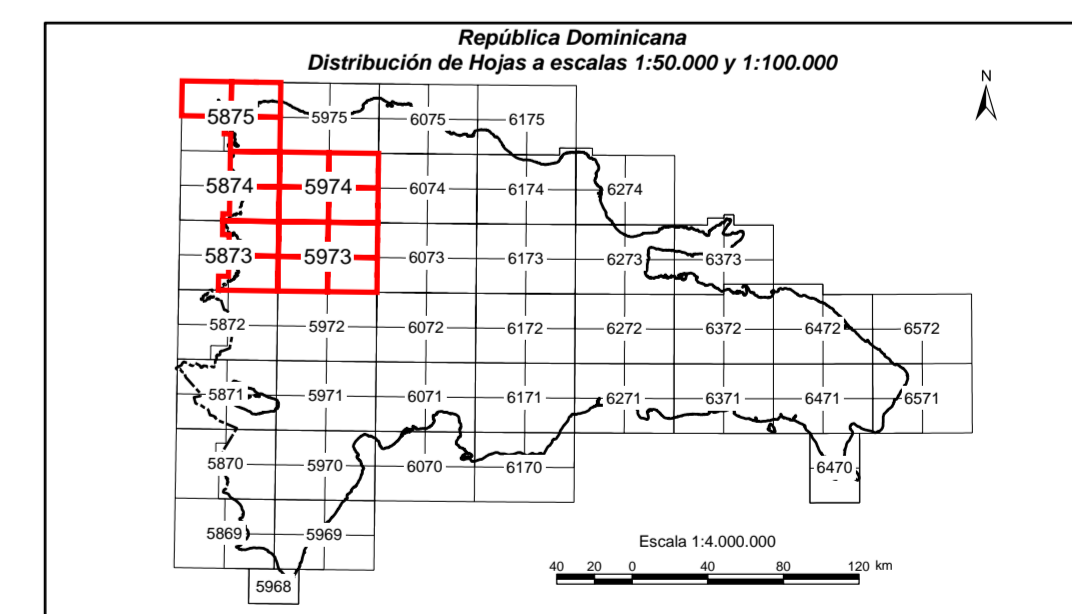 República Dominicana
Distribución de Hojas a escalas 1:50.000 y 1:100.000
N
5875 5975 6075 6175
5874 5974 6074 6174 6274
5873 5973 6073 6173 6273 6373
5872 5972 6072 6172 6272 6372 6472 6572
5871 5971 6071 6171 6271 6371 6471 6571
5870 5970 6070 6170 6470
5869 5969
5968
Escala 1:4.000.000
40 20 0 40 80 120 km